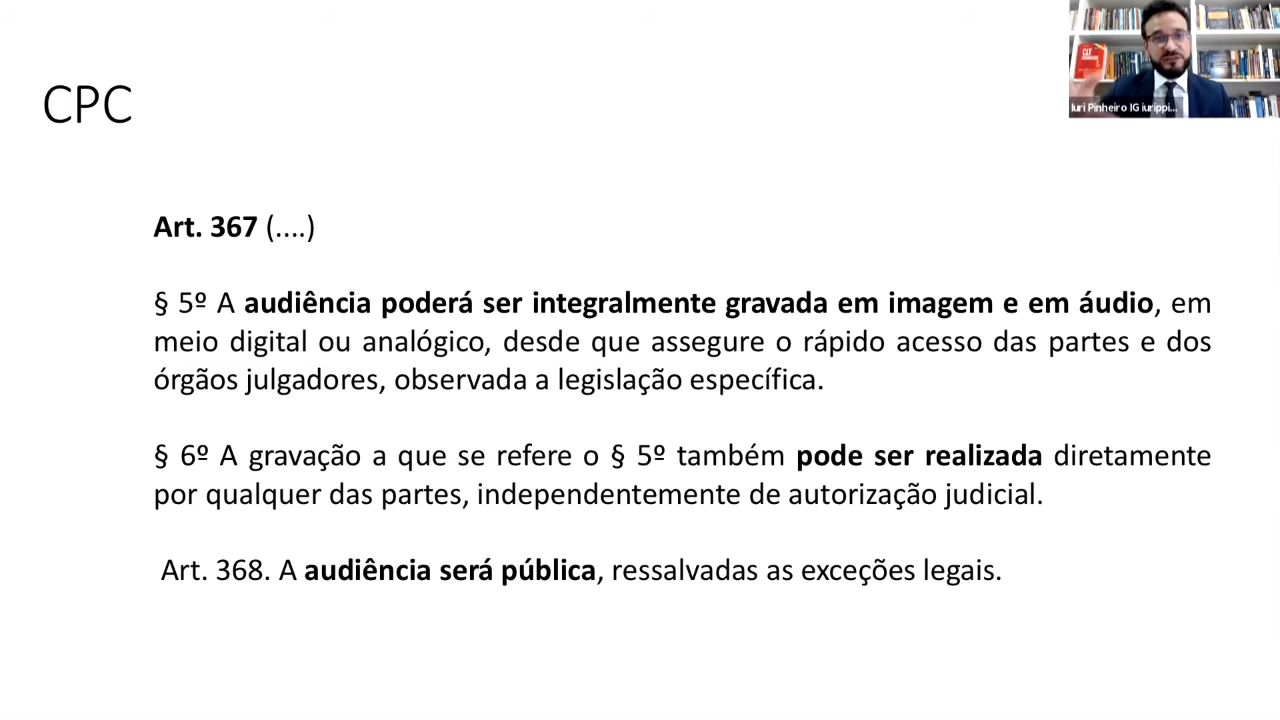 CPC
Iuri Pinheiro IG iurippi...
CLT
Art. 367 (....)
§ 5º A audiência poderá ser integralmente gravada em imagem e em áudio, em
meio digital ou analógico, desde que assegure o rápido acesso das partes e dos
órgãos julgadores, observada a legislação específica.
§ 6º A gravação a que se refere o § 5º também pode ser realizada diretamente
por qualquer das partes, independentemente de autorização judicial.
Art. 368. A audiência será pública, ressalvadas as exceções legais.